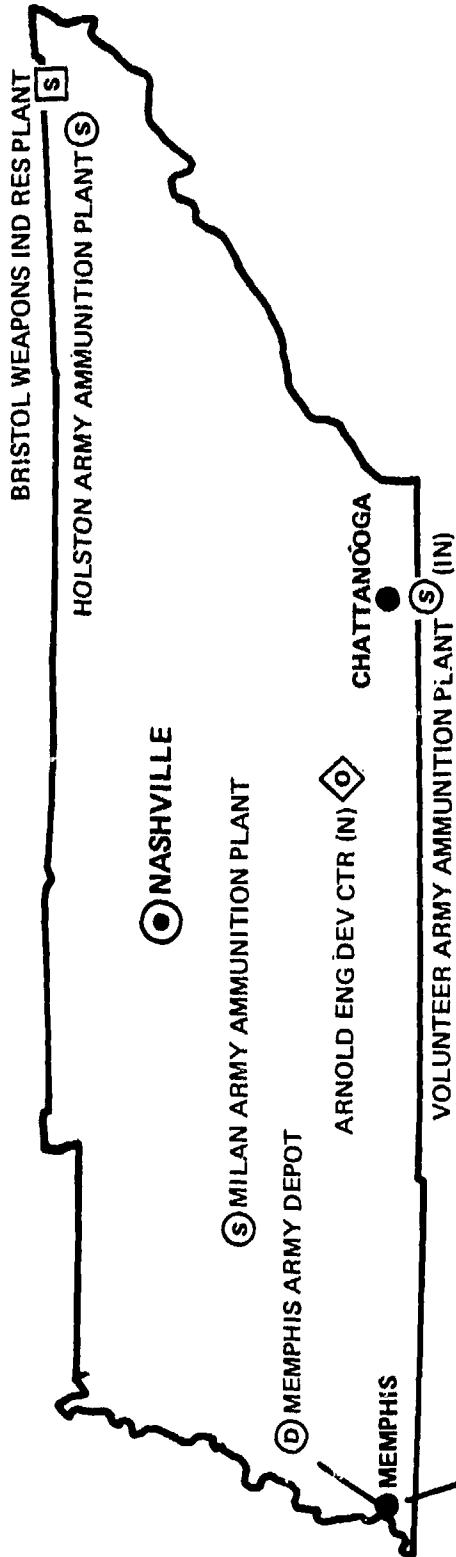 BRISTOL WEAPONS IND RES PLANT
S
HOLSTON ARMY AMMUNITION PLANT S
NASHVILLE
S MILAN ARMY AMMUNITION PLANT
D MEMPHIS ARMY DEPOT
ARNOLD ENG DEV CTR (N) O
CHATTANOOGA
MEMPHIS
VOLUNTEER ARMY AMMUNITION PLANT S (IN)